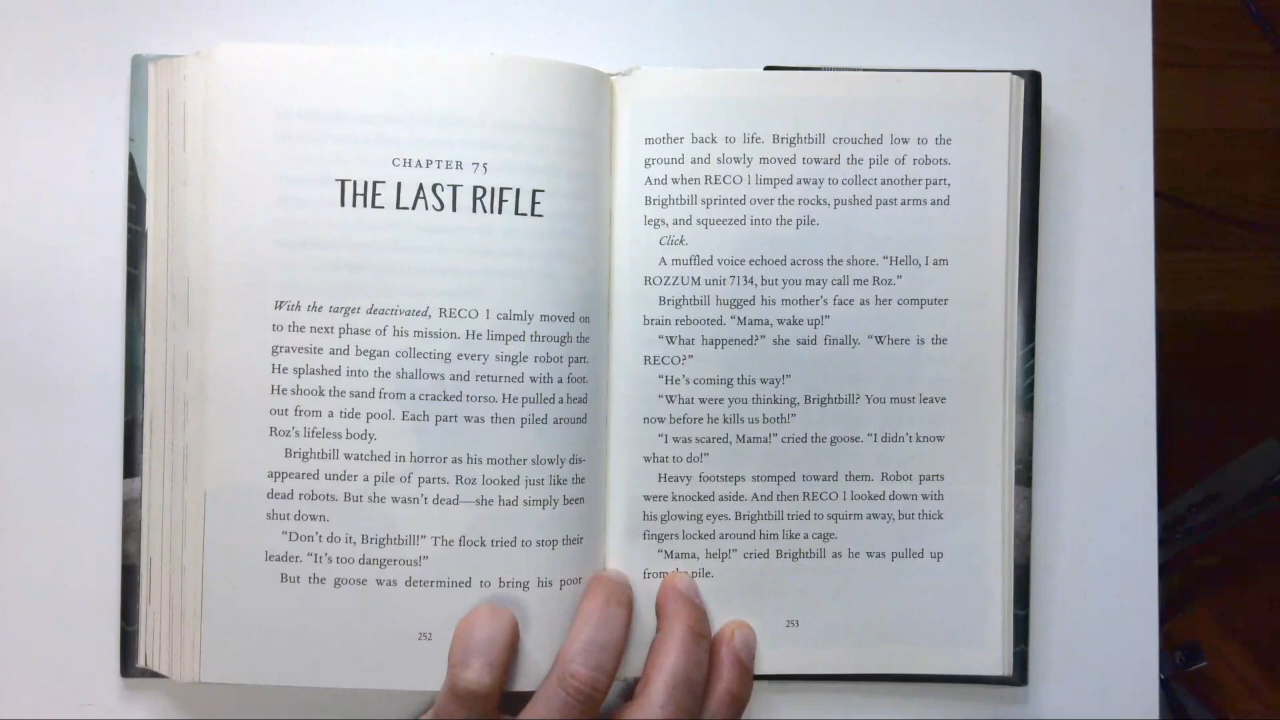 CHAPTER 75
THE LAST RIFLE
With the target deactivated, RECO 1 calmly moved on
to the next phase of his mission. He limped through the
gravesite and began collecting every single robot part.
He splashed into the shallows and returned with a foot.
He shook the sand from a cracked torso. He pulled a head
out from a tide pool. Each part was then piled around
Roz's lifeless body.
Brightbill watched in horror as his mother slowly dis-
appeared under a pile of parts. Roz looked just like the
dead robots. But she wasn't dead—she had simply been
shut down.
"Don't do it, Brightbill!" The flock tried to stop their
leader. "It's too dangerous!"
But the goose was determined to bring his poor
252
mother back to life. Brightbill crouched low to the
ground and slowly moved toward the pile of robots.
And when RECO 1 limped away to collect another part,
Brightbill sprinted over the rocks, pushed past arms and
legs, and squeezed into the pile.
Click.
A muffled voice echoed across the shore. "Hello, I am
ROZZUM unit 7134, but you may call me Roz."
Brightbill hugged his mother's face as her computer
brain rebooted. "Mama, wake up!"
"What happened?" she said finally. "Where is the
RECO?"
"He's coming this way!"
"What were you thinking, Brightbill? You must leave
now before he kills us both!"
"I was scared, Mama!" cried the goose. "I didn't know
what to do!"
Heavy footsteps stomped toward them. Robot parts
were knocked aside. And then RECO 1 looked down with
his glowing eyes. Brightbill tried to squirm away, but thick
fingers locked around him like a cage.
"Mama, help!" cried Brightbill as he was pulled up
from the pile.
253